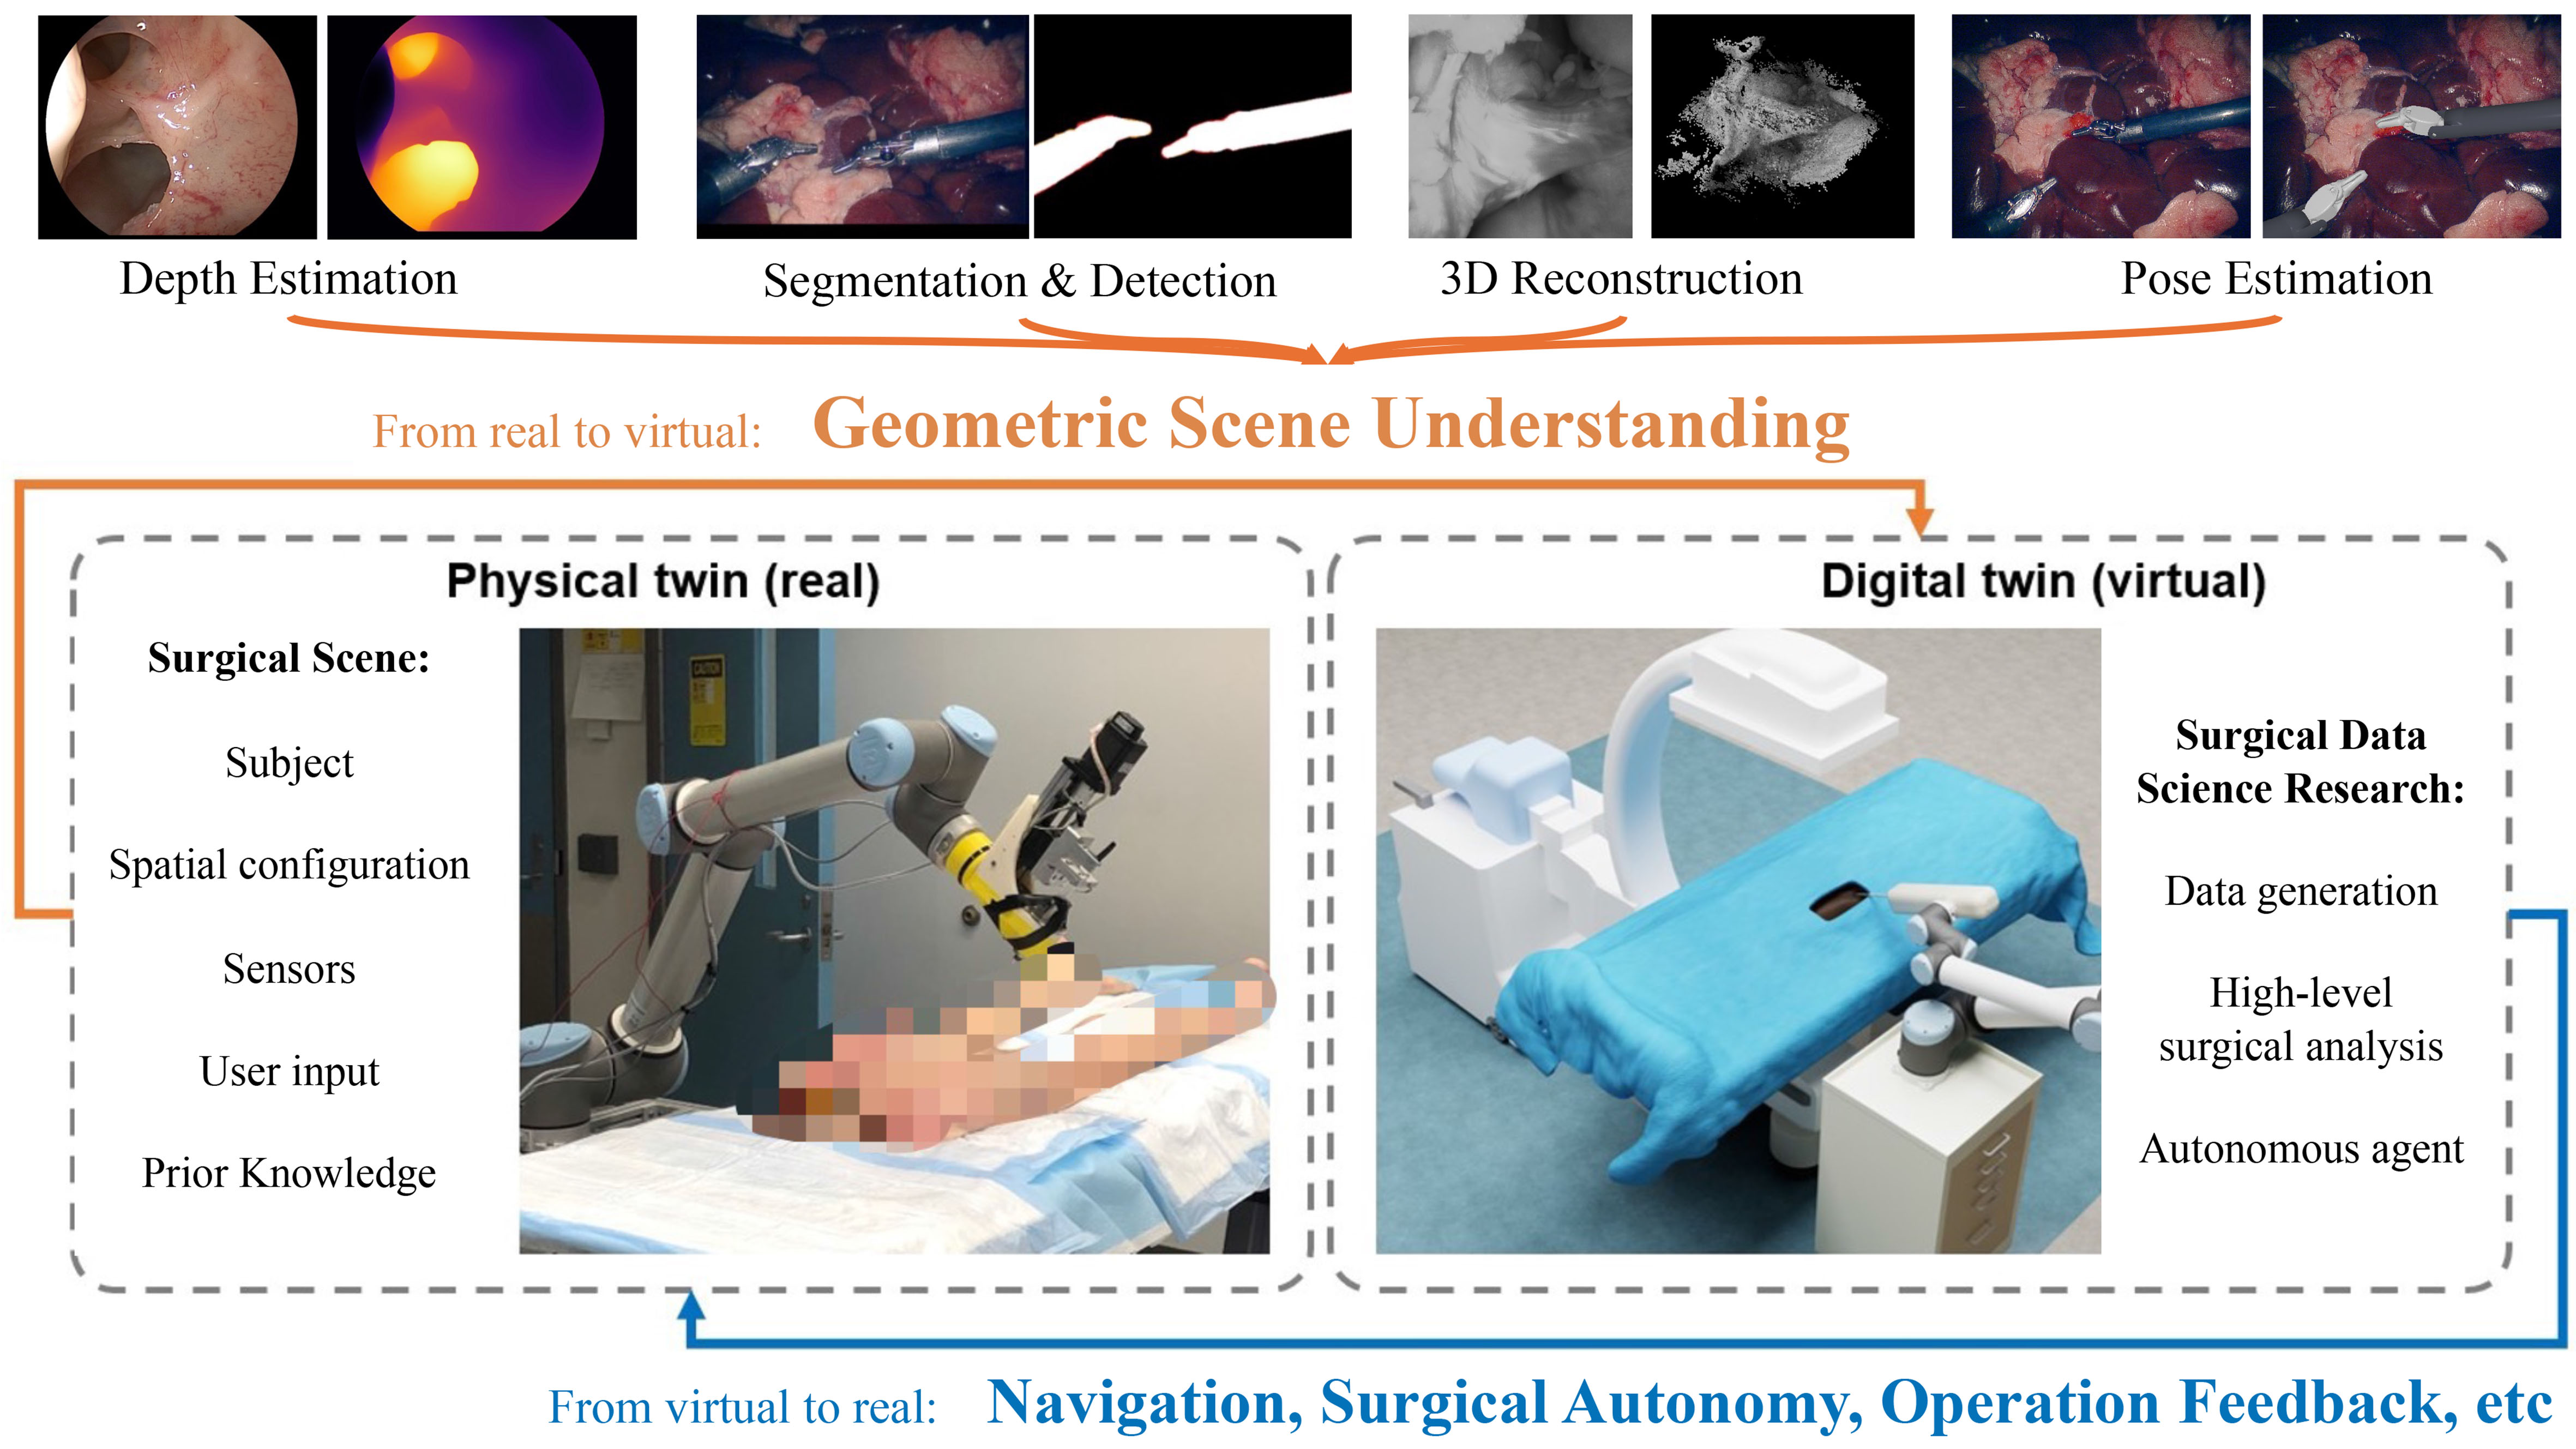 Depth Estimation
Segmentation & Detection
3D Reconstruction
Pose Estimation
From real to virtual: Geometric Scene Understanding
Physical twin (real)
Surgical Scene:
Subject
Spatial configuration
Sensors
User input
Prior Knowledge
CAUTION
Digital twin (virtual)
Surgical Data
Science Research:
Data generation
High-level
surgical analysis
Autonomous agent
From virtual to real: Navigation, Surgical Autonomy, Operation Feedback, etc